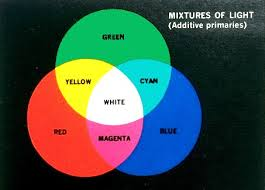 GREEN
MIXTURES OF LIGHT
(Additive primaries)
YELLOW
CYAN
WHITE
RED
MAGENTA
BLUE